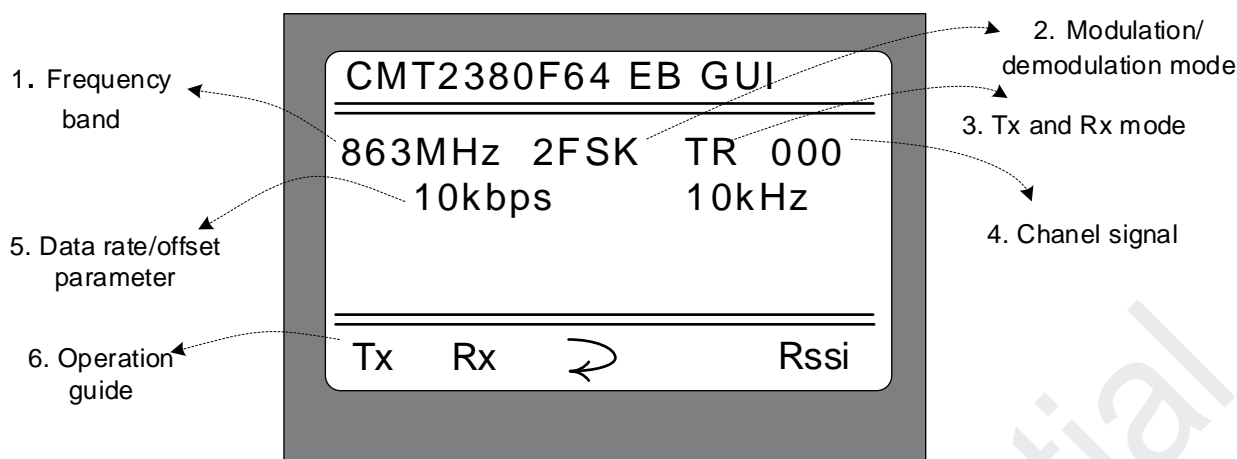 CMT2380F64 EB GUI
863MHz 2FSK TR 000
10kbps 10kHz
Tx Rx Rssi
1. Frequency
band
2. Modulation/
demodulation mode
3. Tx and Rx mode
4. Chanel signal
5. Data rate/offset
parameter
6. Operation
guide
tial